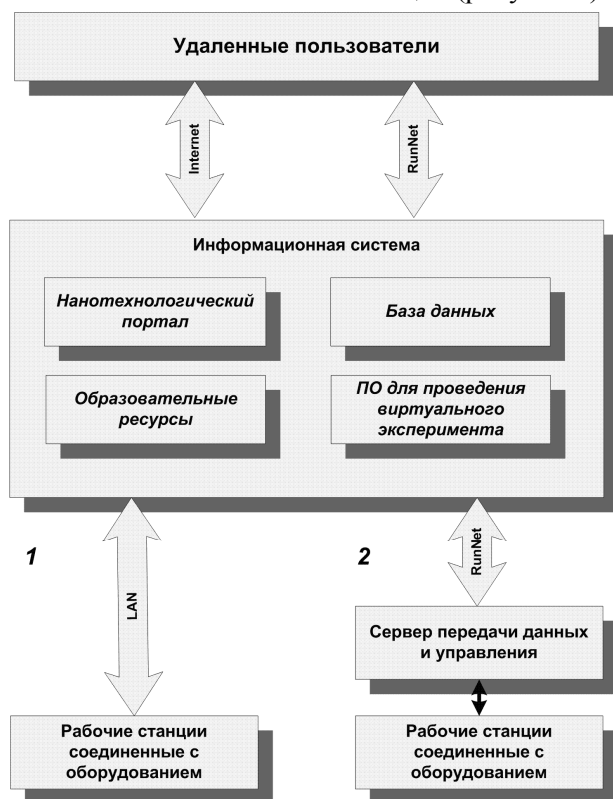 Удаленные пользователи
Internet
RunNet
Информационная система
Нанотехнологический
портал
База данных
Образовательные
ресурсы
ПО для проведения
виртуального
эксперимента
1
2
LAN
RunNet
Сервер передачи данных
и управления
Рабочие станции
соединенные с
оборудованием
Рабочие станции
соединенные с
оборудованием